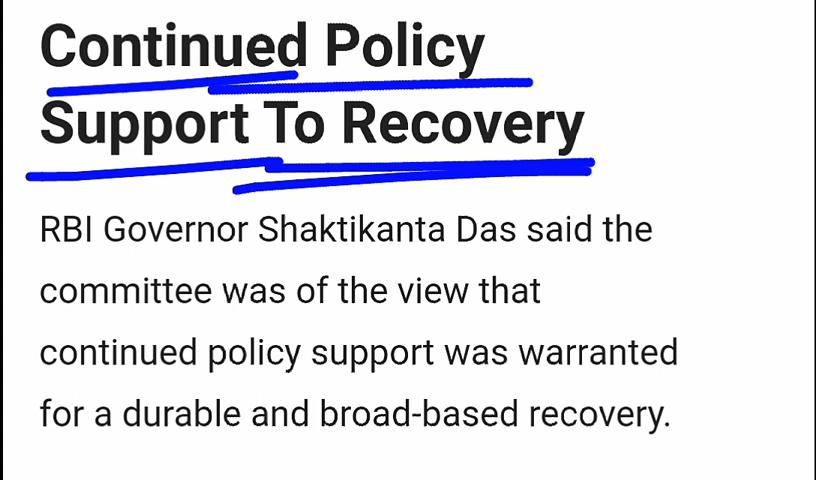 Continued Policy
Support To Recovery
RBI Governor Shaktikanta Das said the
committee was of the view that
continued policy support was warranted
for a durable and broad-based recovery.